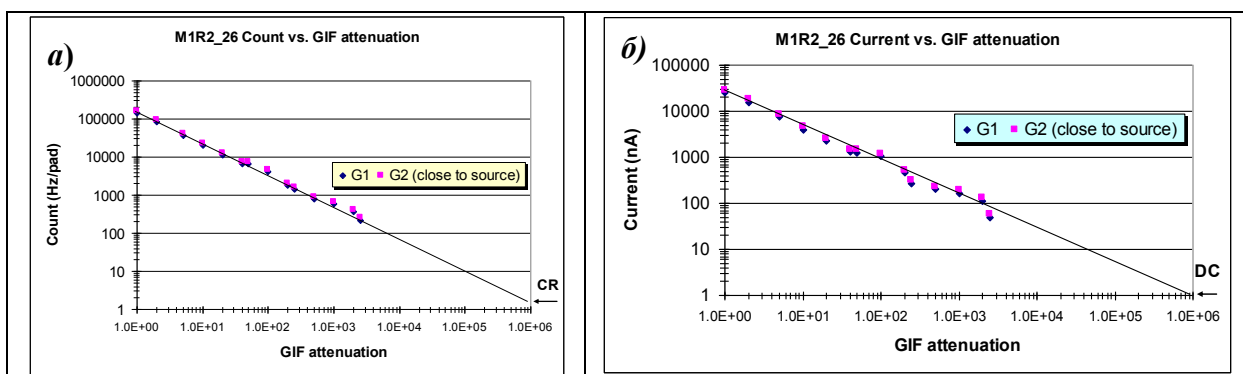 а)
M1R2_26 Count vs. GIF attenuation
Count (Hz/pad)
1000000
100000
10000
1000
100
10
1
G1 G2 (close to source)
CR
1.0E+00 1.0E+01 1.0E+02 1.0E+03 1.0E+04 1.0E+05 1.0E+06
GIF attenuation
б)
M1R2_26 Current vs. GIF attenuation
Current (nA)
100000
10000
1000
100
10
1
G1 G2 (close to source)
DC
1.0E+00 1.0E+01 1.0E+02 1.0E+03 1.0E+04 1.0E+05 1.0E+06
GIF attenuation